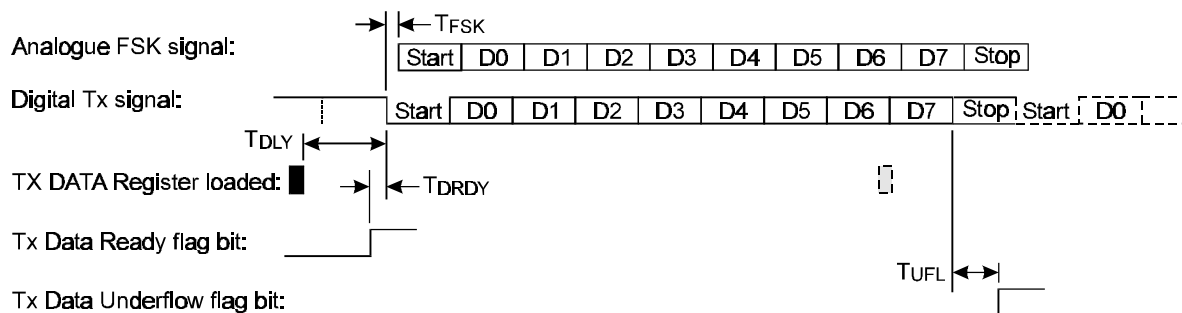 TFSK
Analogue FSK signal: Start D0 D1 D2 D3 D4 D5 D6 D7 Stop
Digital Tx signal: Start D0 D1 D2 D3 D4 D5 D6 D7 Stop Start D0
TDLY
TX DATA Register loaded: TDRDY
Tx Data Ready flag bit:
TUFL
Tx Data Underflow flag bit: